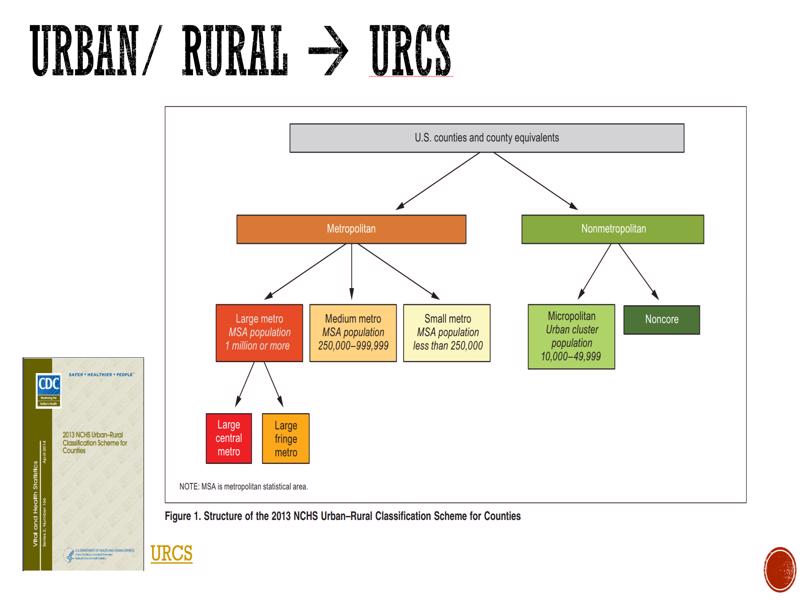 URBAN/ RURAL → URCS
U.S. counties and county equivalents
Metropolitan
Nonmetropolitan
Large metro
MSA population
1 million or more
Medium metro
MSA population
250,000–999,999
Small metro
MSA population
less than 250,000
Micropolitan
Urban cluster
population
10,000–49,999
Noncore
Large
central
metro
Large
fringe
metro
NOTE: MSA is metropolitan statistical area.
Figure 1. Structure of the 2013 NCHS Urban–Rural Classification Scheme for Counties
CDC
SAFER • HEALTHIER • PEOPLE™
2013 NCHS Urban–Rural
Classification Scheme for
Counties
Vital and Health Statistics
Series 2, Number 166
April 2014
URCS